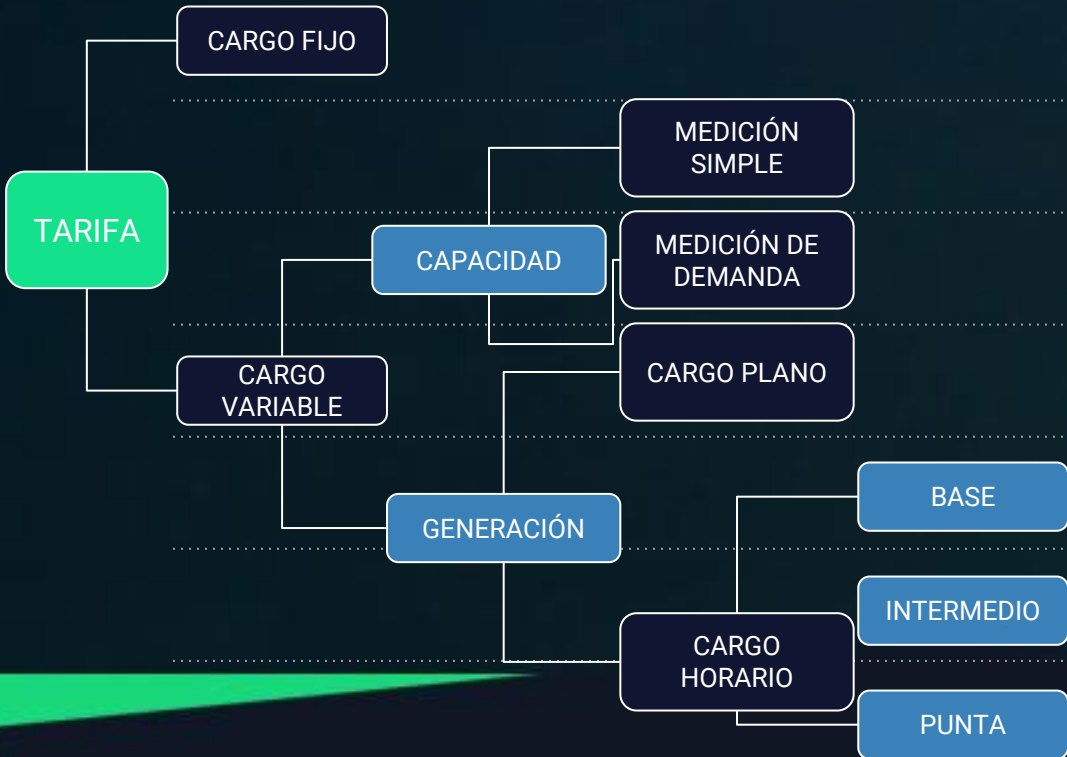 CARGO FIJO
MEDICIÓN
SIMPLE
TARIFA
CAPACIDAD
MEDICIÓN DE
DEMANDA
CARGO PLANO
CARGO
VARIABLE
BASE
GENERACIÓN
INTERMEDIO
CARGO
HORARIO
PUNTA